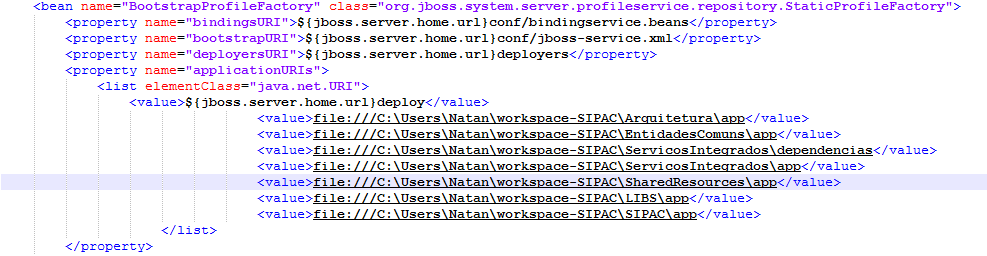 <bean name="BootstrapProfileFactory" class="org.jboss.system.server.profileservice.repository.StaticProfileFactory">
<property name="bindingsURI">${jboss.server.home.url}conf/bindingservice.beans</property>
<property name="bootstrapURI">${jboss.server.home.url}conf/jboss-service.xml</property>
<property name="deployersURI">${jboss.server.home.url}deployers</property>
<property name="applicationURIs">
<list elementClass="java.net.URI">
<value>${jboss.server.home.url}deploy</value>
<value>file:///C:\Users\Natan\workspace-SIPAC\Arquitetura\app</value>
<value>file:///C:\Users\Natan\workspace-SIPAC\EntidadesComuns\app</value>
<value>file:///C:\Users\Natan\workspace-SIPAC\ServicosIntegrados\dependencias</value>
<value>file:///C:\Users\Natan\workspace-SIPAC\ServicosIntegrados\app</value>
<value>file:///C:\Users\Natan\workspace-SIPAC\SharedResources\app</value>
<value>file:///C:\Users\Natan\workspace-SIPAC\LIBS\app</value>
<value>file:///C:\Users\Natan\workspace-SIPAC\SIPAC\app</value>
</list>
</property>